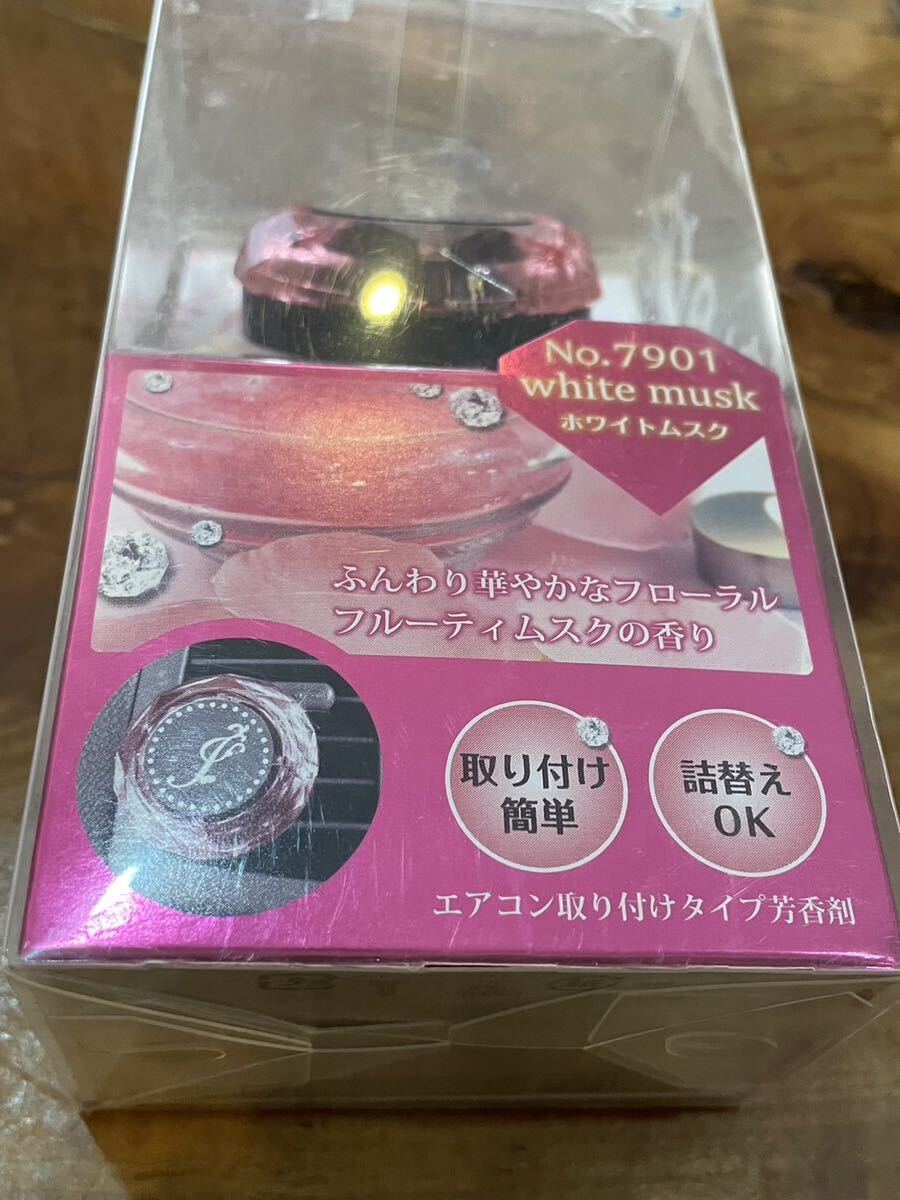 No.7901
white musk
ホワイトムスク
ふんわり華やかなフローラル
フルーティムスクの香り
取り付け
簡単
詰替え
OK
エアコン取り付けタイプ芳香剤